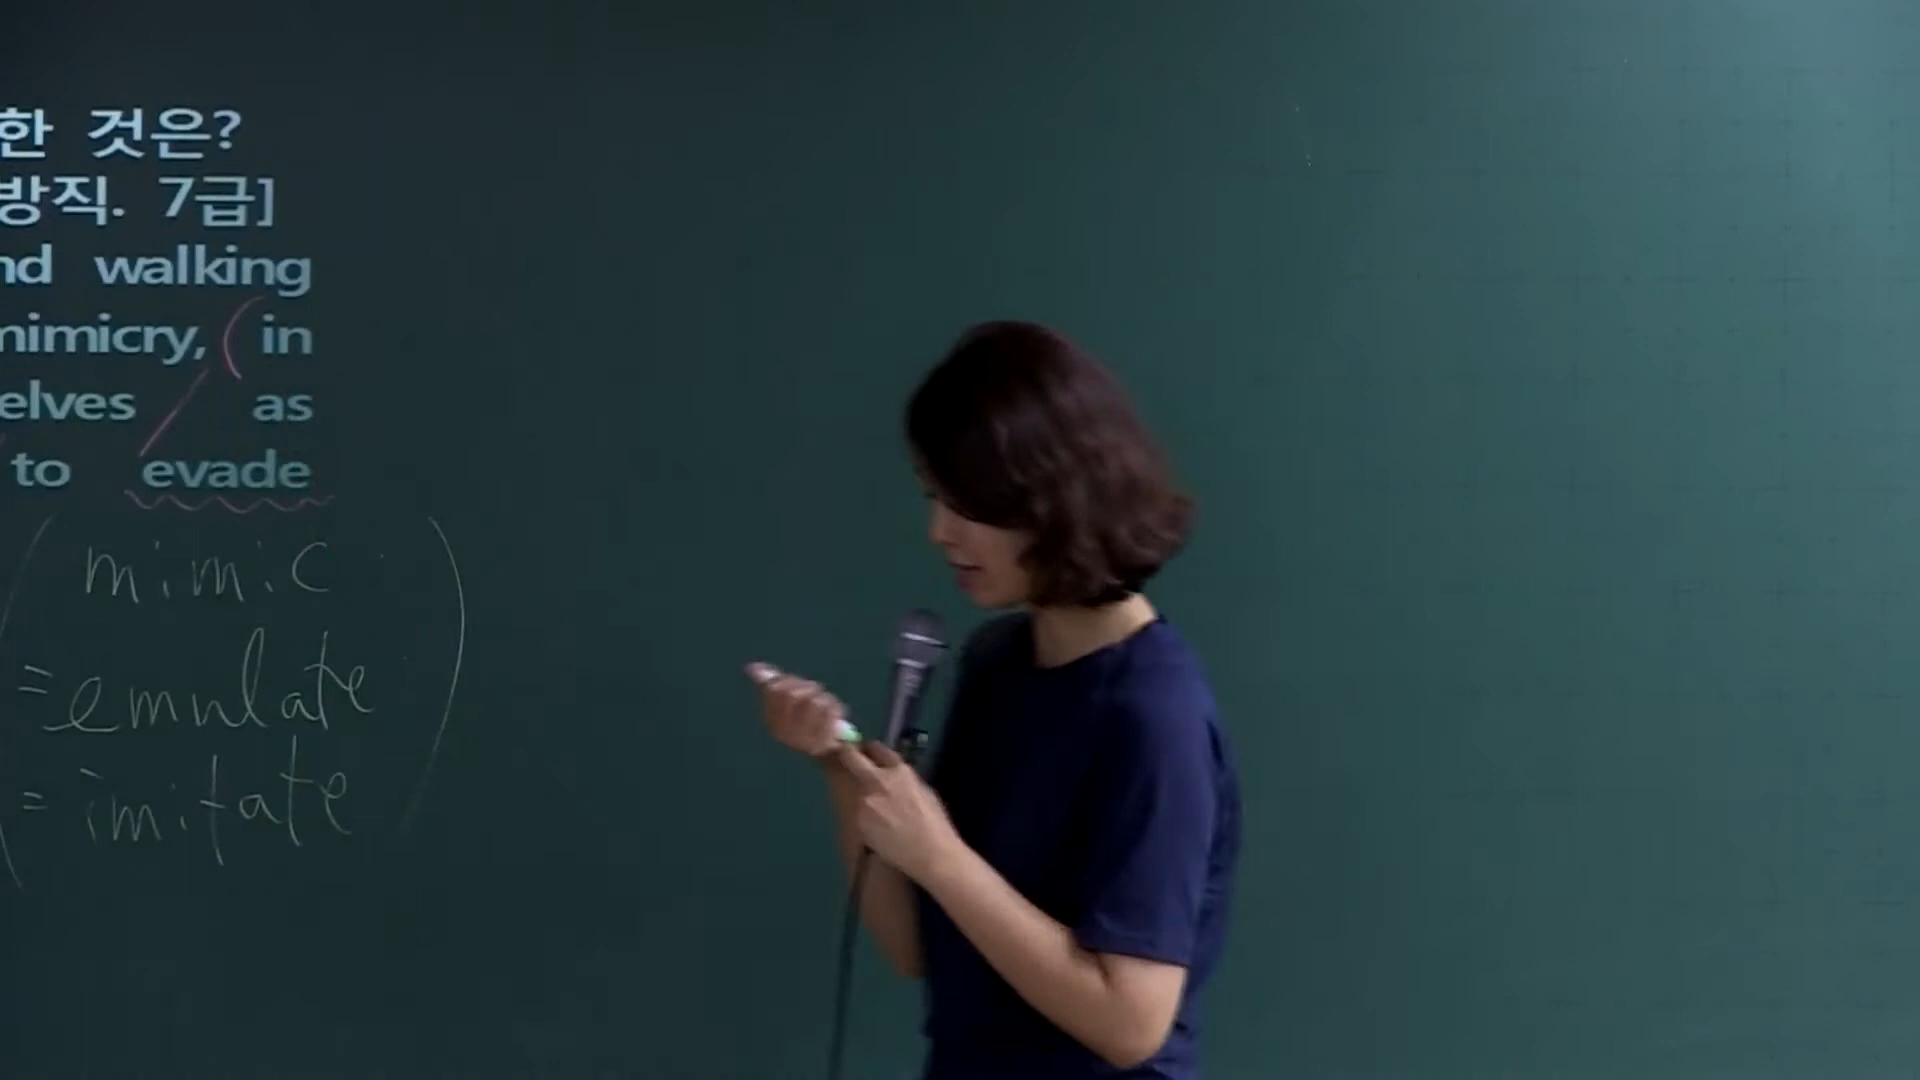 한 것은?
방직. 7급]
nd walking
mimicry, ( in
elves as
to evade
( mimic )
= emulate
= imitate